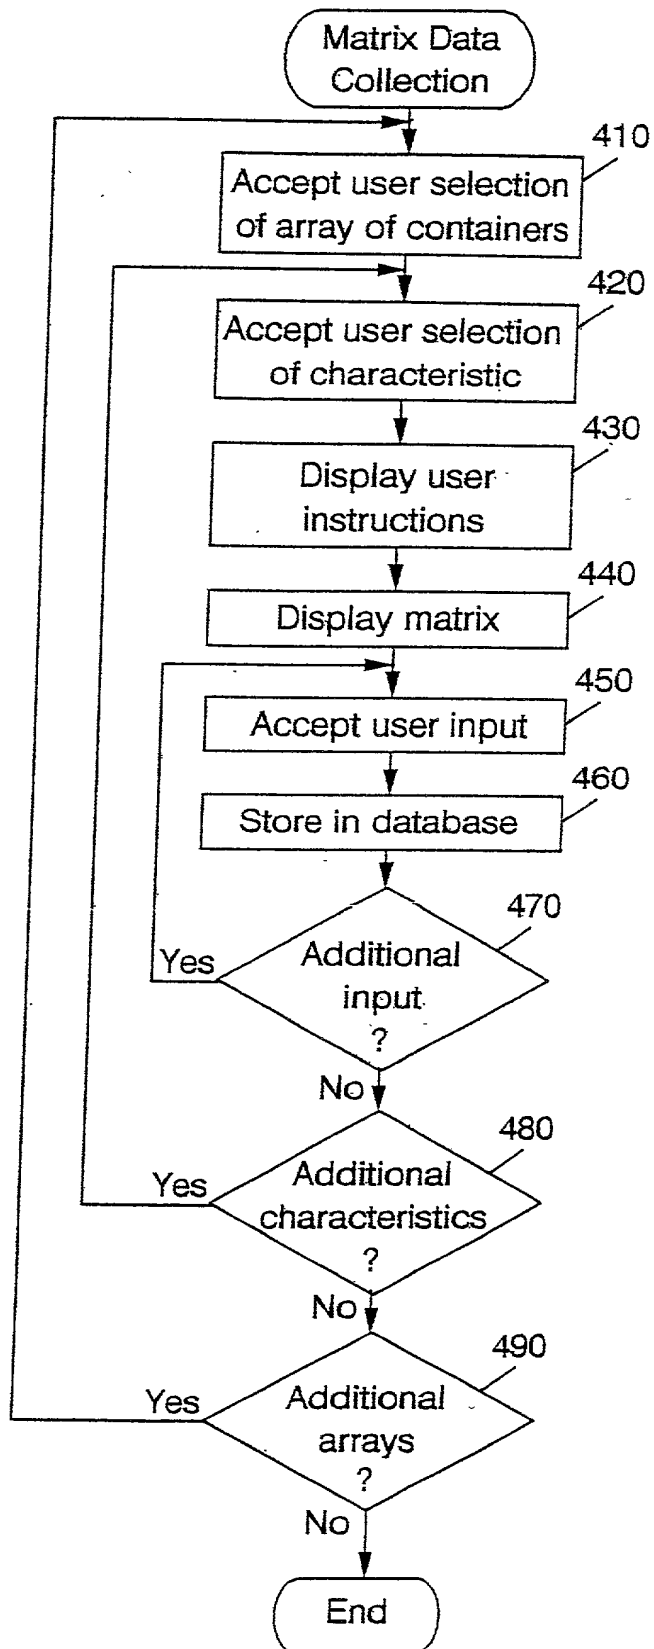 Matrix Data
Collection
410
Accept user selection
of array of containers
420
Accept user selection
of characteristic
430
Display user
instructions
440
Display matrix
450
Accept user input
460
Store in database
470
Additional
input
?
Yes
No
480
Additional
characteristics
?
Yes
No
490
Additional
arrays
?
Yes
No
End